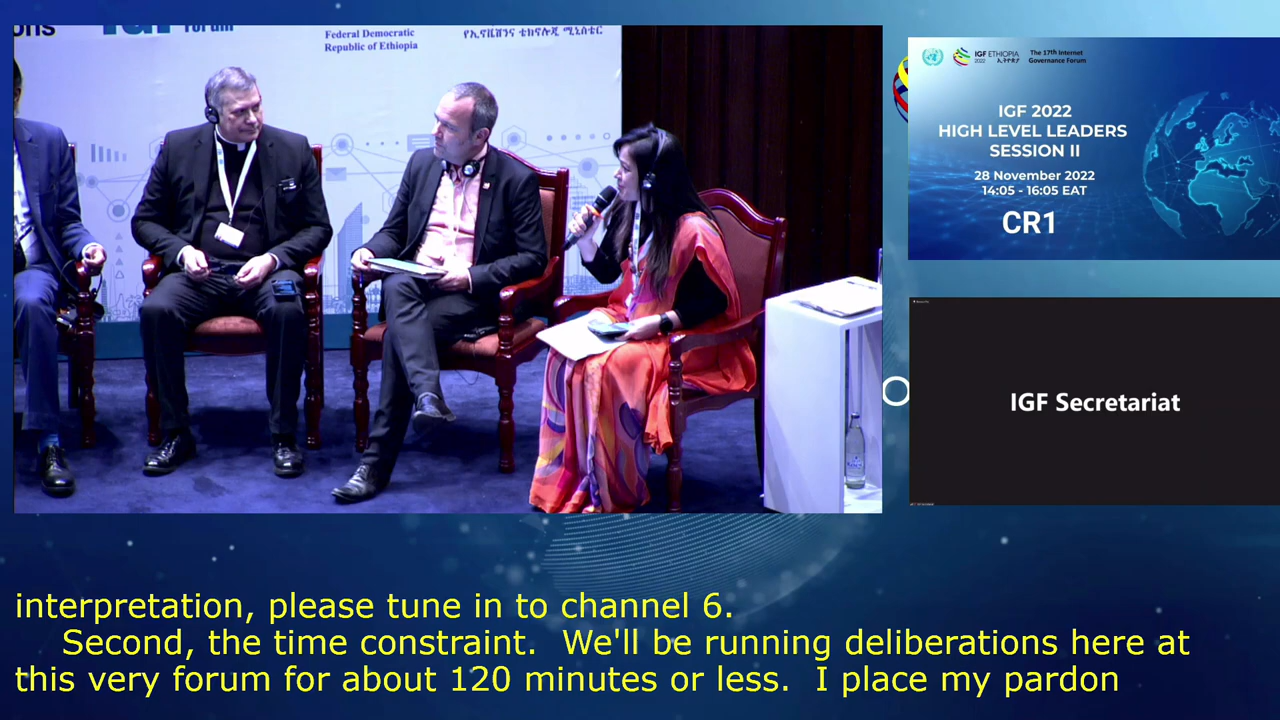 Forum
Federal Democratic
Republic of Ethiopia
የኢኖቬሽንና ቴክኖሎጂ ሚኒስቴር
IGF ETHIOPIA
2022 ኢትዮጵያ
The 17th Internet
Governance Forum
IGF 2022
HIGH LEVEL LEADERS
SESSION II
28 November 2022
14:05 - 16:05 EAT
CR1
IGF Secretariat
interpretation, please tune in to channel 6.
Second, the time constraint. We'll be running deliberations here at
this very forum for about 120 minutes or less. I place my pardon